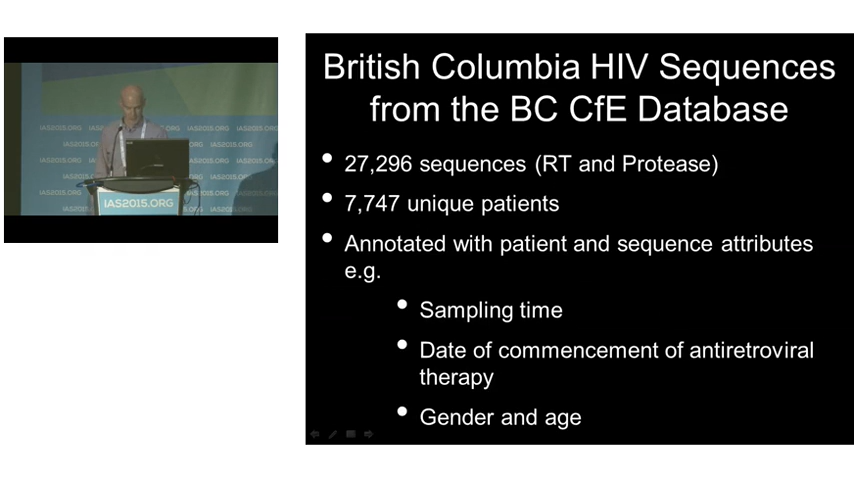 British Columbia HIV Sequences
from the BC CfE Database
• 27,296 sequences (RT and Protease)
• 7,747 unique patients
• Annotated with patient and sequence attributes
e.g.
• Sampling time
• Date of commencement of antiretroviral
therapy
• Gender and age
IAS2015.ORG